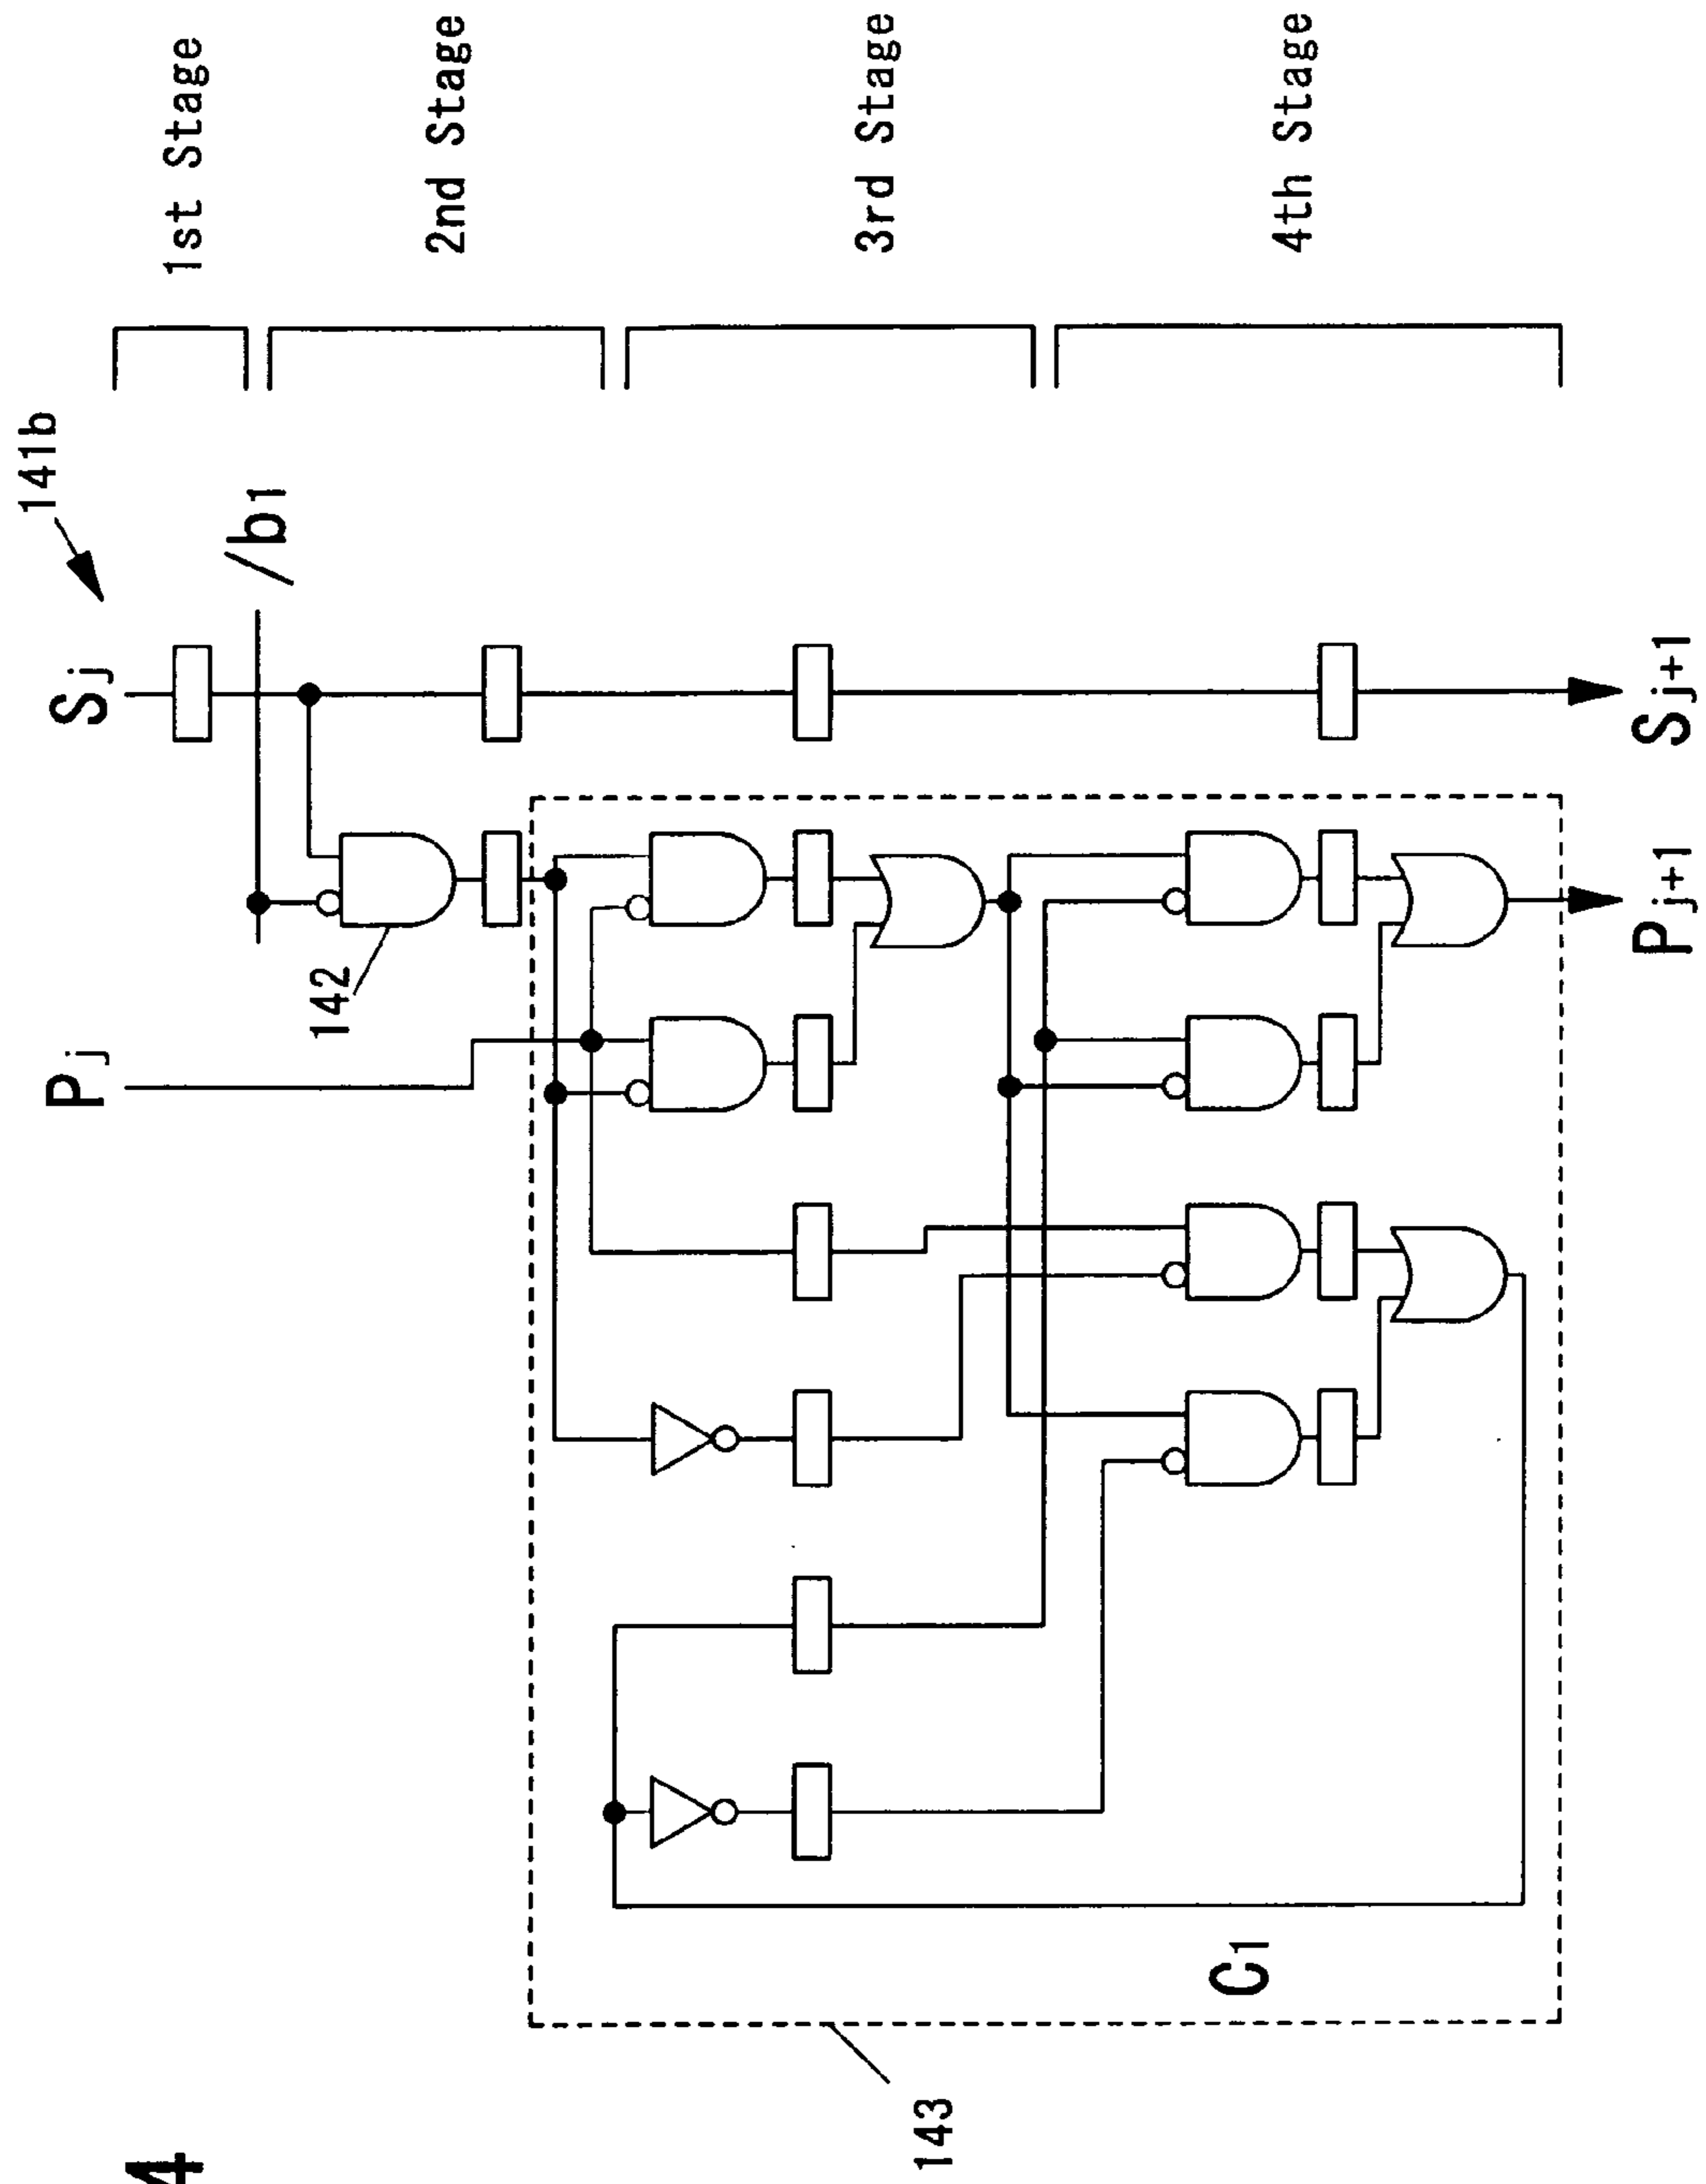 4
141b
Pj
Sj
/b1
142
1st Stage
2nd Stage
3rd Stage
4th Stage
143
C1
Pj+1
Sj+1